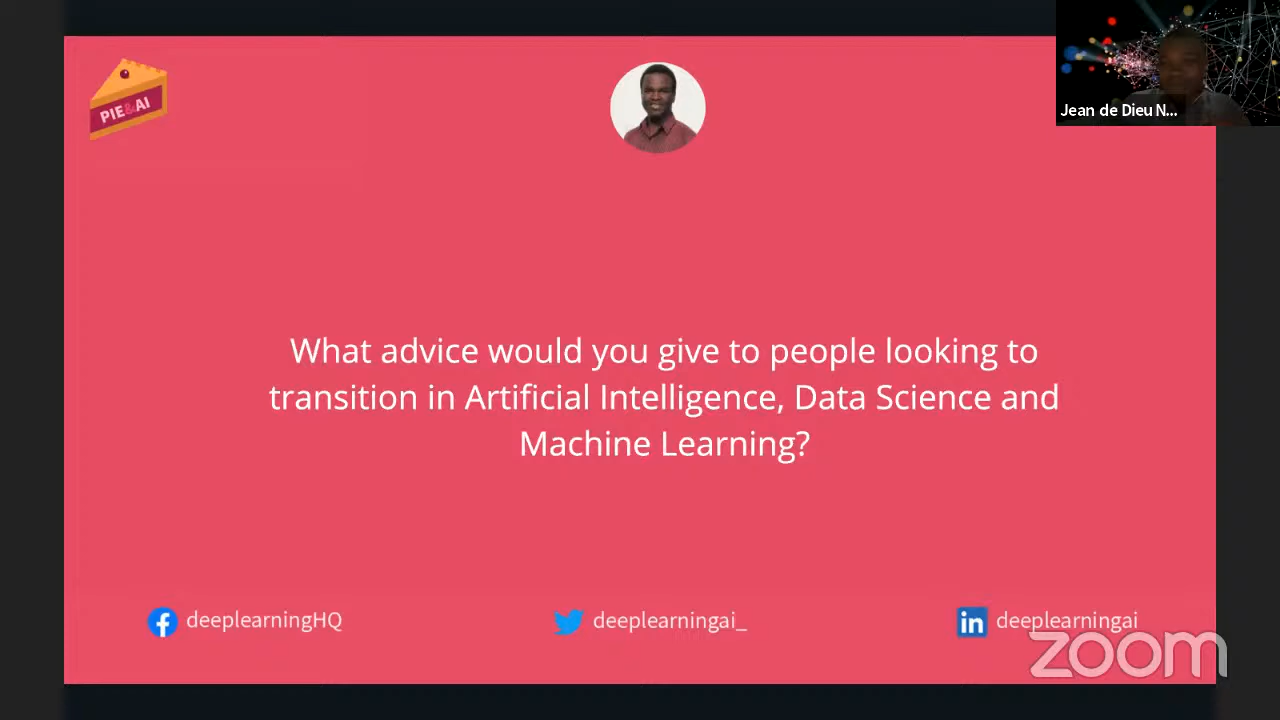 PIE&AI
Jean de Dieu N...
What advice would you give to people looking to
transition in Artificial Intelligence, Data Science and
Machine Learning?
deeplearningHQ
deeplearningai_
deeplearningai
zoom